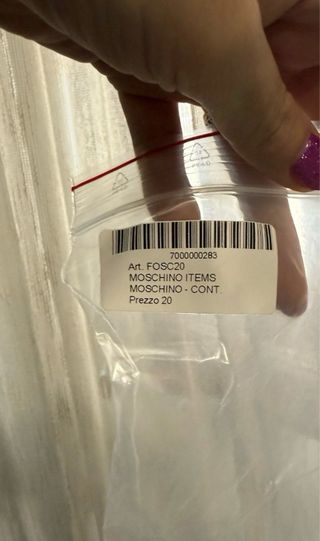 7000000283
Art. FOSC20
MOSCHINO ITEMS
MOSCHINO - CONT.
Prezzo 20